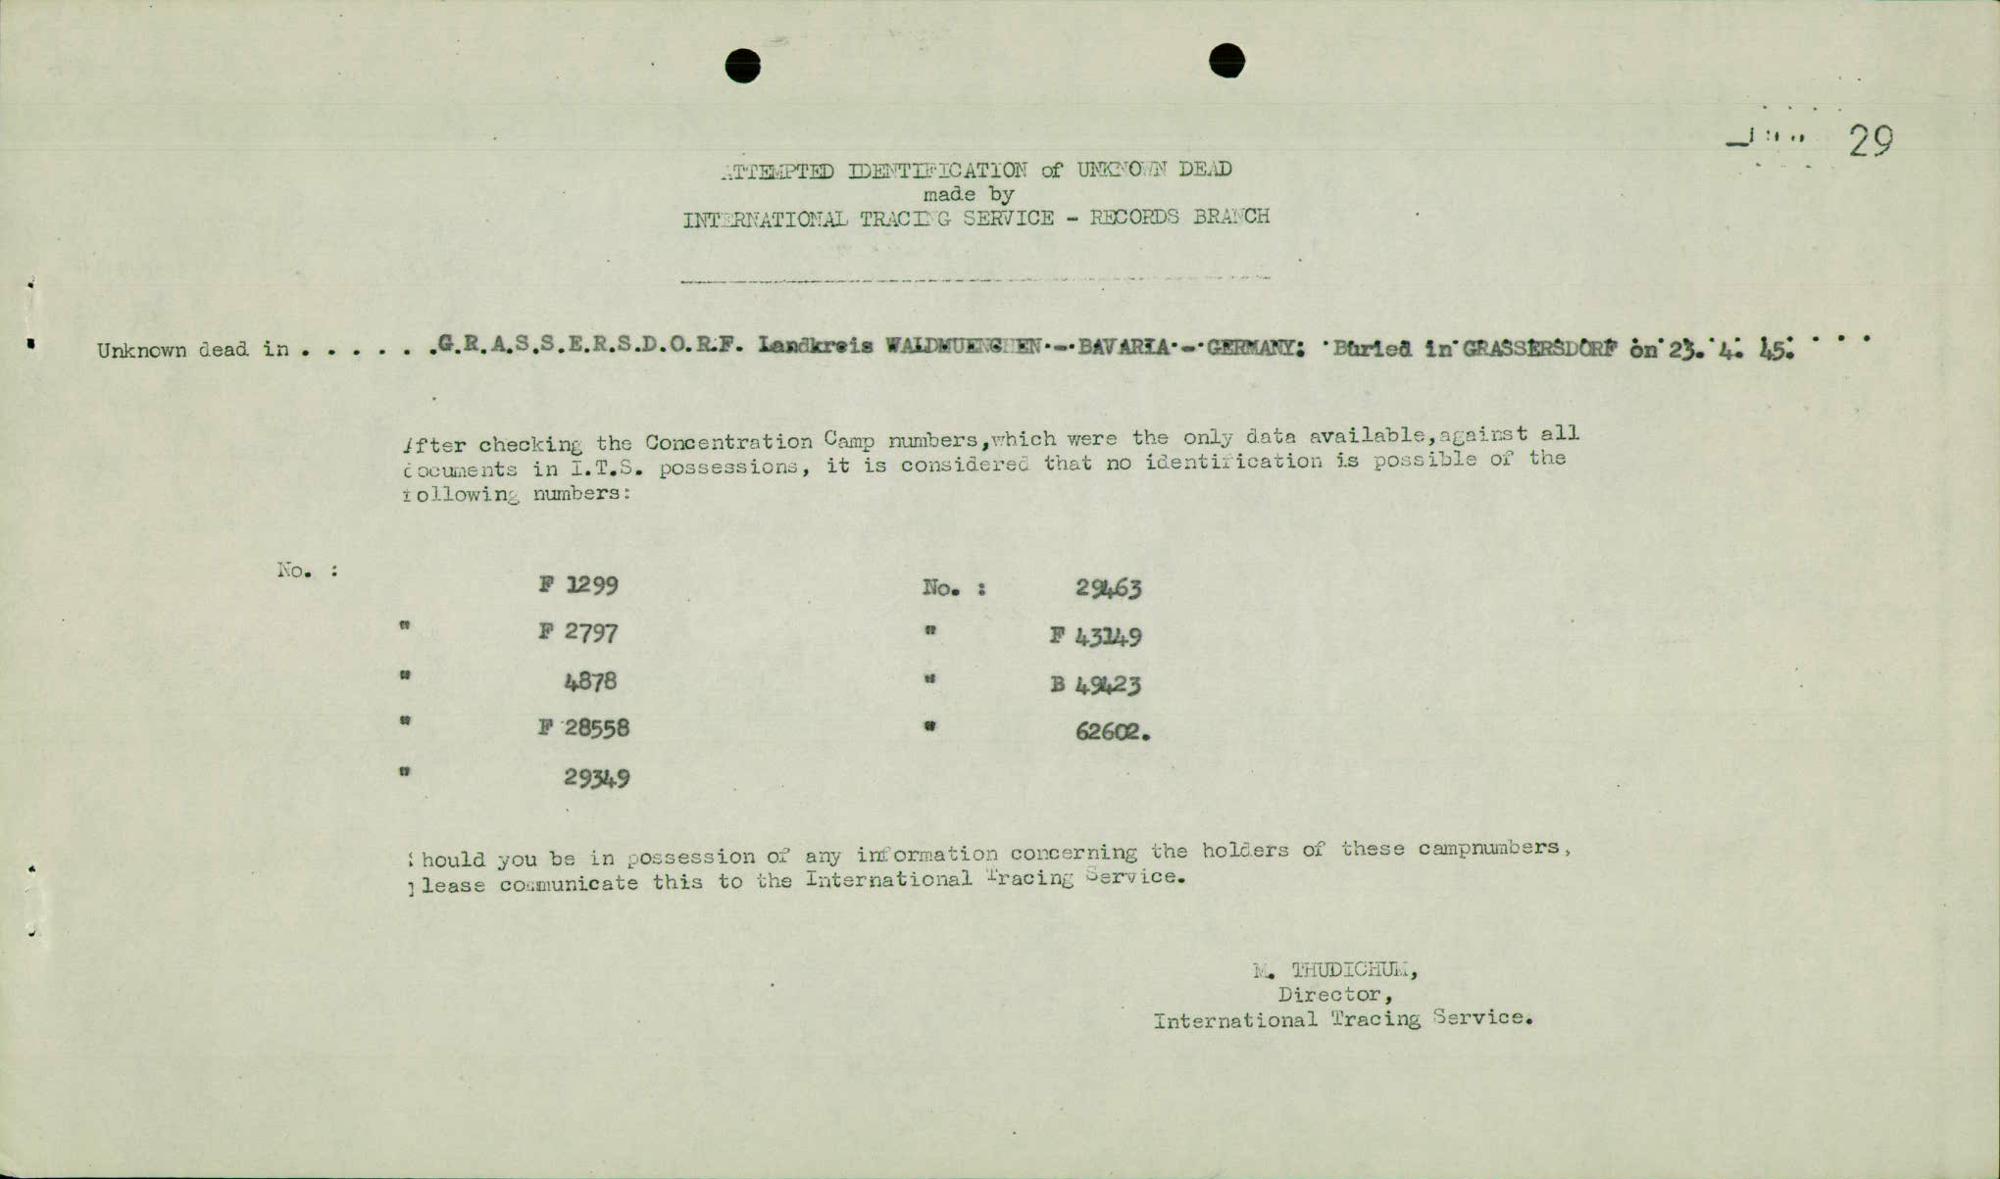 29
ATTEMPTED IDENTIFICATION of UNKNOWN DEAD
made by
INTERNATIONAL TRACING SERVICE - RECORDS BRANCH
Unknown dead in . . . . . .G.R.A.S.S.E.R.S.D.O.R.F. Landkreis WALDMUENCHEN.-.BAVARIA.-.GERMANY. Buried in GRASSERSDORF on 23. 4. 45. . . .
After checking the Concentration Camp numbers,which were the only data available,against all
documents in I.T.S. possessions, it is considered that no identification is possible of the
following numbers:
No. : F 1299 No. : 29463
" F 2797 " F 43149
" 4878 " B 49423
" F 28558 " 62602.
" 29349
Should you be in possession of any information concerning the holders of these campnumbers,
please communicate this to the International Tracing Service.
M. THUDICHUM,
Director,
International Tracing Service.